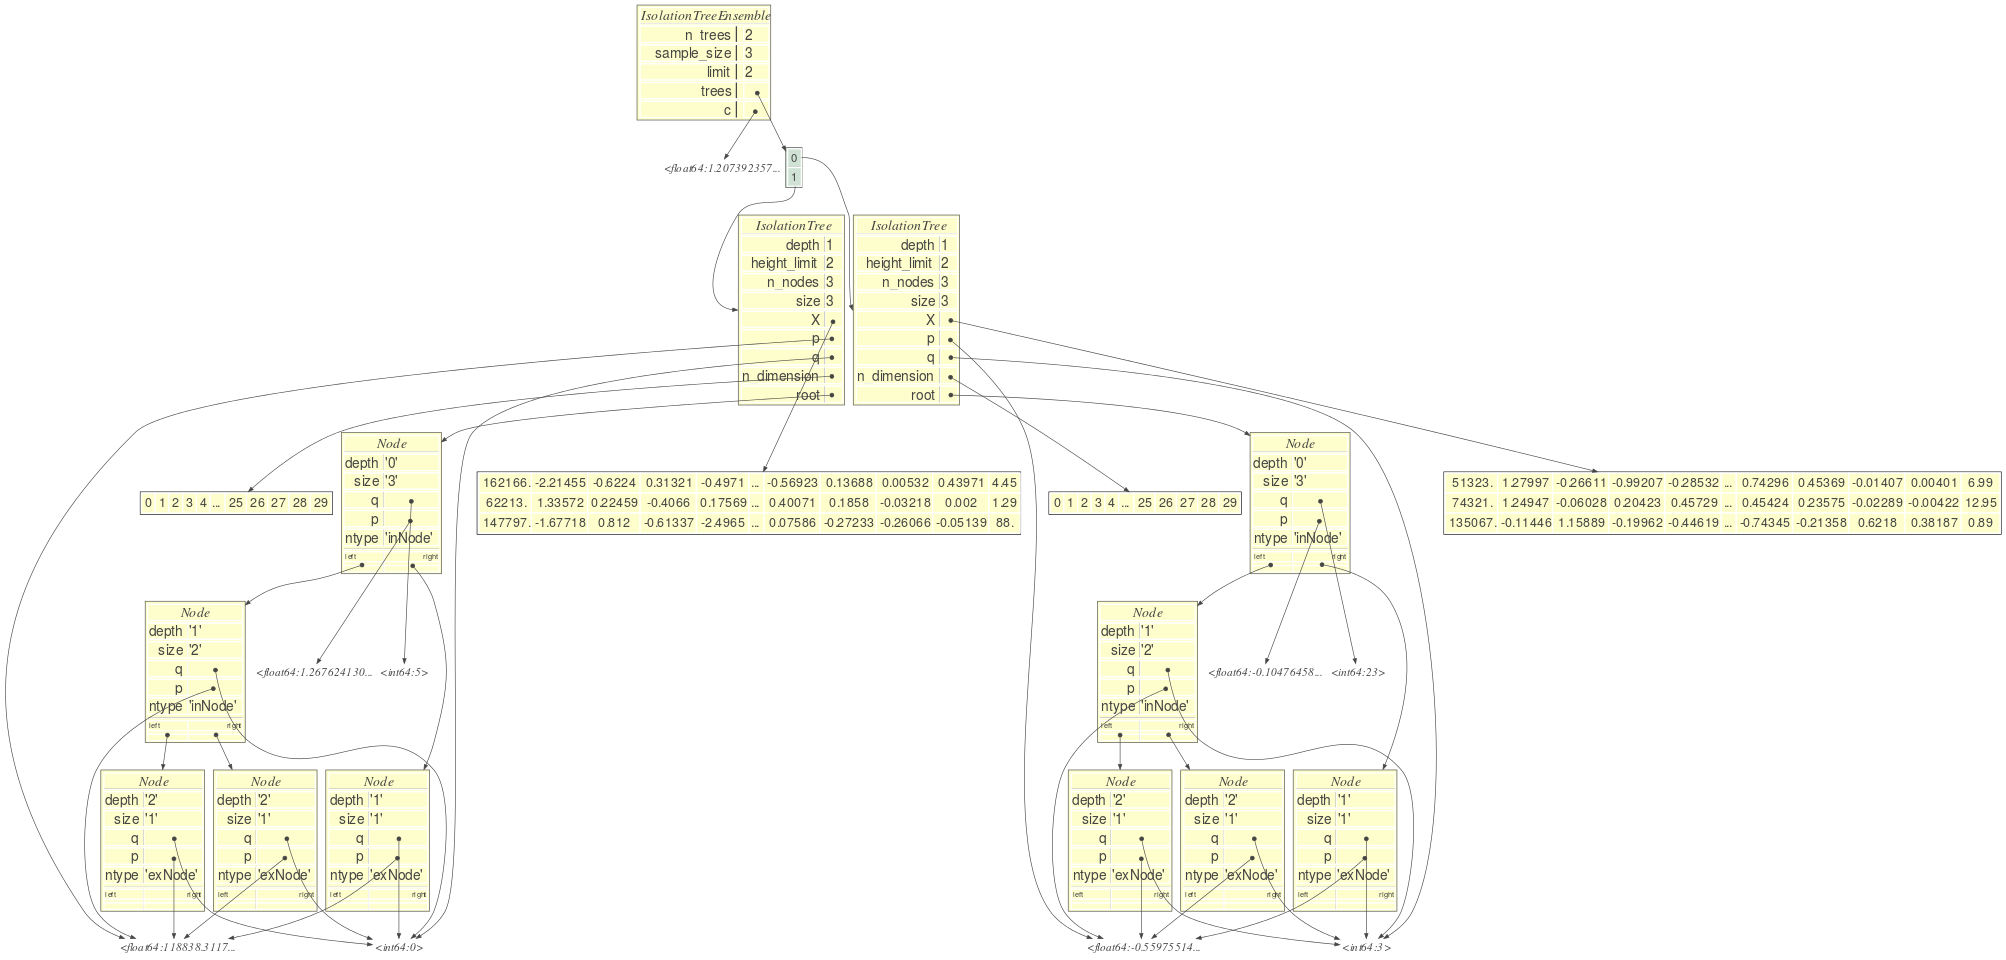 IsolationTreeEnsemble
n_trees 2
sample_size 3
limit 2
trees
c
<float64:1.207392357...
0
1
IsolationTree
depth 1
height_limit 2
n_nodes 3
size 3
X
p
q
n_dimension
root
IsolationTree
depth 1
height_limit 2
n_nodes 3
size 3
X
p
q
n_dimension
root
Node
depth '0'
size '3'
q
p
ntype 'inNode'
left right
0 1 2 3 4 ... 25 26 27 28 29
162166. -2.21455 -0.6224 0.31321 -0.4971 ... -0.56923 0.13688 0.00532 0.43971 4.45
62213. 1.33572 0.22459 -0.4066 0.17569 ... 0.40071 0.1858 -0.03218 0.002 1.29
147797. -1.67718 0.812 -0.61337 -2.4965 ... 0.07586 -0.27233 -0.26066 -0.05139 88.
0 1 2 3 4 ... 25 26 27 28 29
Node
depth '0'
size '3'
q
p
ntype 'inNode'
left right
51323. 1.27997 -0.26611 -0.99207 -0.28532 ... 0.74296 0.45369 -0.01407 0.00401 6.99
74321. 1.24947 -0.06028 0.20423 0.45729 ... 0.45424 0.23575 -0.02289 -0.00422 12.95
135067. -0.11446 1.15889 -0.19962 -0.44619 ... -0.74345 -0.21358 0.6218 0.38187 0.89
Node
depth '1'
size '2'
q
p
ntype 'inNode'
left right
<float64:1.267624130...
<int64:5>
Node
depth '1'
size '2'
q
p
ntype 'inNode'
left right
<float64:-0.10476458...
<int64:23>
Node
depth '2'
size '1'
q
p
ntype 'exNode'
left right
Node
depth '2'
size '1'
q
p
ntype 'exNode'
left right
Node
depth '1'
size '1'
q
p
ntype 'exNode'
left right
Node
depth '2'
size '1'
q
p
ntype 'exNode'
left right
Node
depth '2'
size '1'
q
p
ntype 'exNode'
left right
Node
depth '1'
size '1'
q
p
ntype 'exNode'
left right
<float64:118838.3117...
<int64:0>
<float64:-0.55975514...
<int64:3>